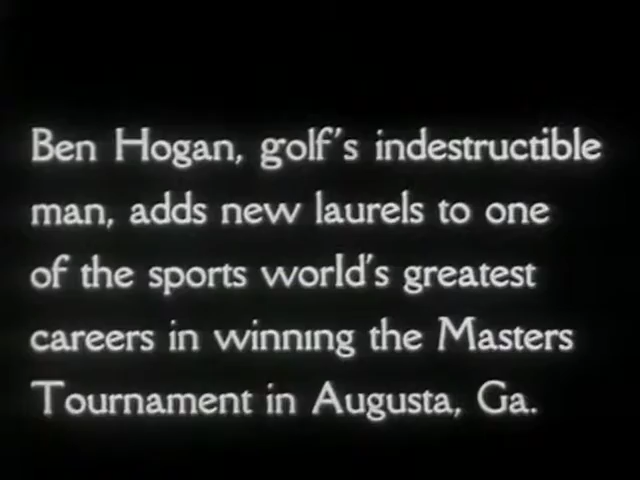 Ben Hogan, golf's indestructible
man, adds new laurels to one
of the sports world's greatest
careers in winning the Masters
Tournament in Augusta, Ga.